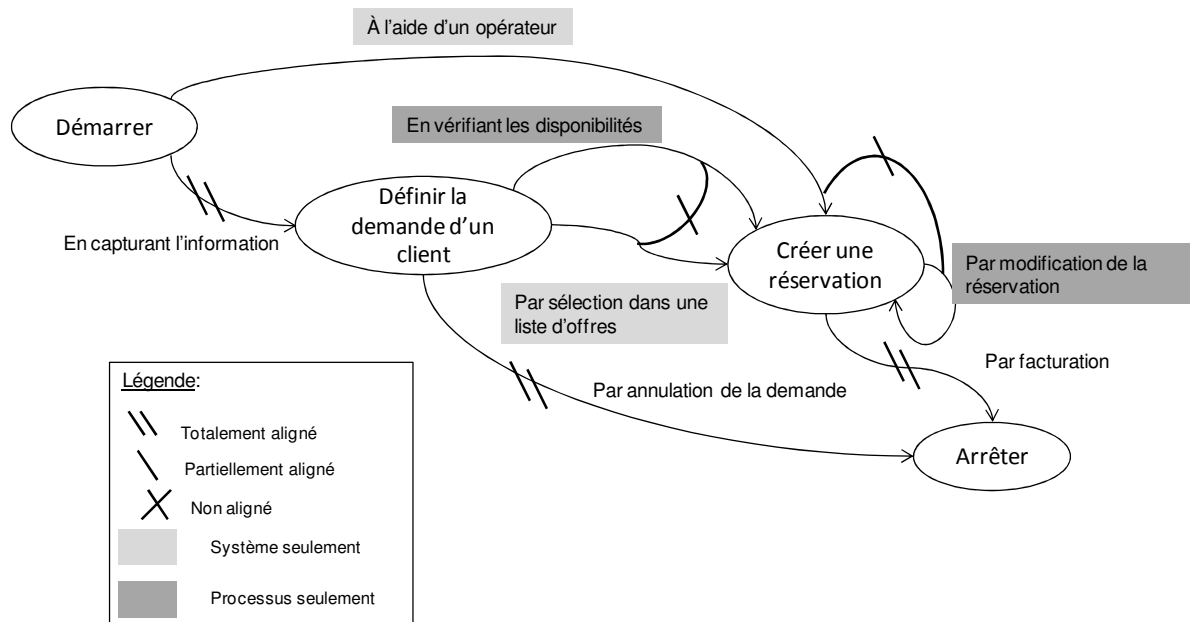 À l'aide d'un opérateur
Démarrer
En vérifiant les disponibilités
Définir la
demande d'un
client
En capturant l'information
Créer une
réservation
Par modification de la
réservation
Par sélection dans une
liste d'offres
Par facturation
Par annulation de la demande
Arrêter
Légende:
Totalement aligné
Partiellement aligné
Non aligné
Système seulement
Processus seulement